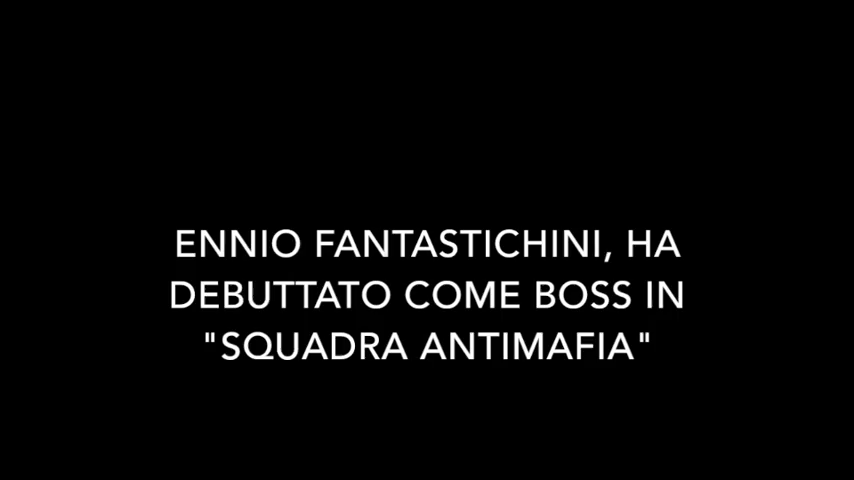 ENNIO FANTASTICHINI, HA
DEBUTTATO COME BOSS IN
"SQUADRA ANTIMAFIA"